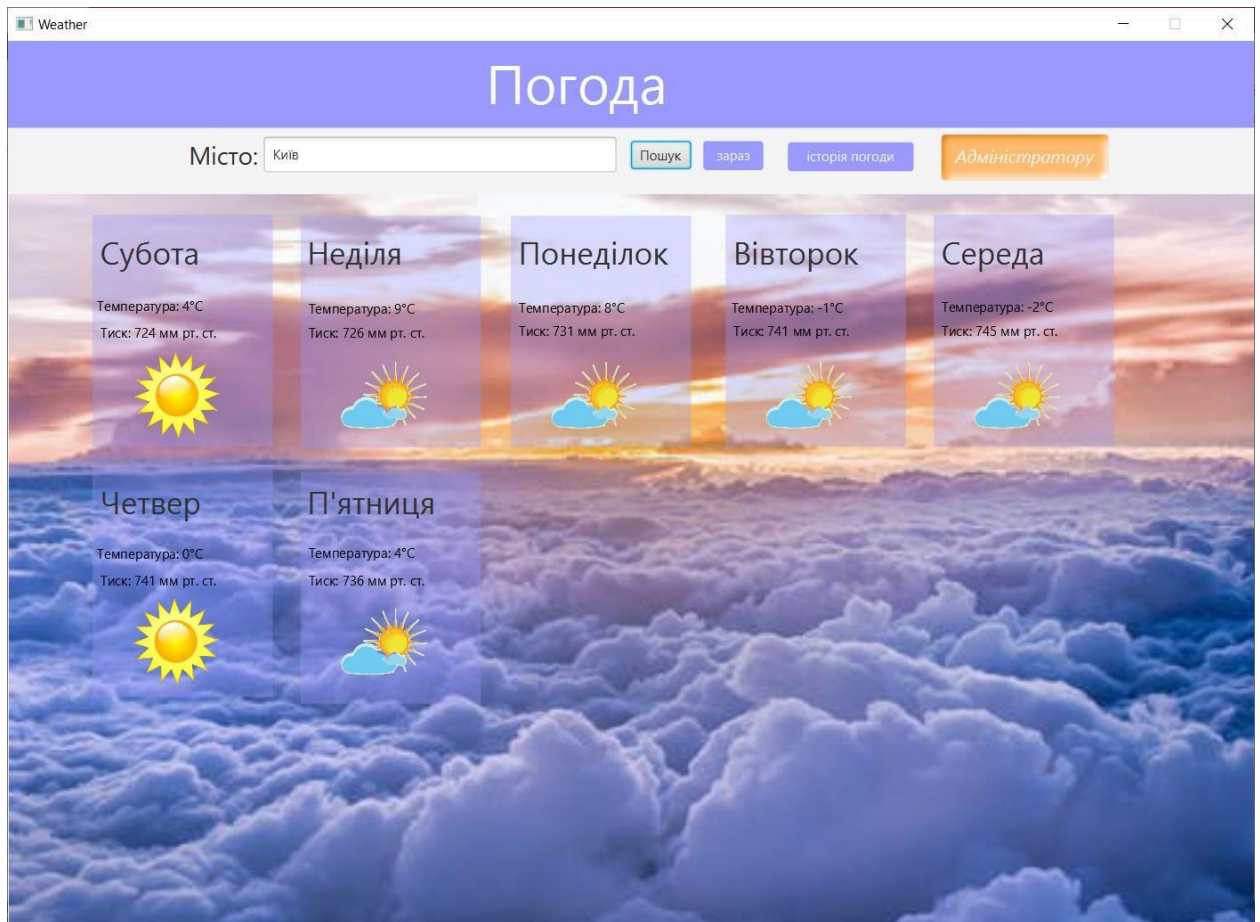 Weather
Погода
Місто: Київ Пошук зараз історія погоди Адміністратору
Субота
Температура: 4°C
Тиск: 724 мм рт. ст.
Неділя
Температура: 9°C
Тиск: 726 мм рт. ст.
Понеділок
Температура: 8°C
Тиск: 731 мм рт. ст.
Вівторок
Температура: -1°C
Тиск: 741 мм рт. ст.
Середа
Температура: -2°C
Тиск: 745 мм рт. ст.
Четвер
Температура: 0°C
Тиск: 741 мм рт. ст.
П'ятниця
Температура: 4°C
Тиск: 736 мм рт. ст.